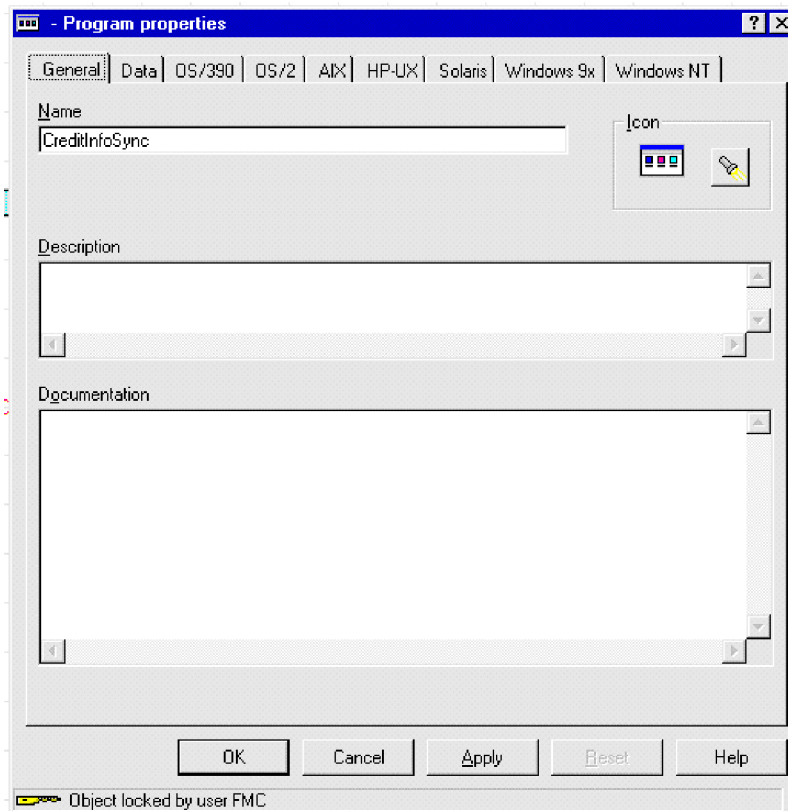 - Program properties
General Data OS/390 OS/2 AIX HP-UX Solaris Windows 9x Windows NT
Name
Icon
CreditInfoSync
Description
Documentation
OK Cancel Apply Reset Help
Object locked by user FMC